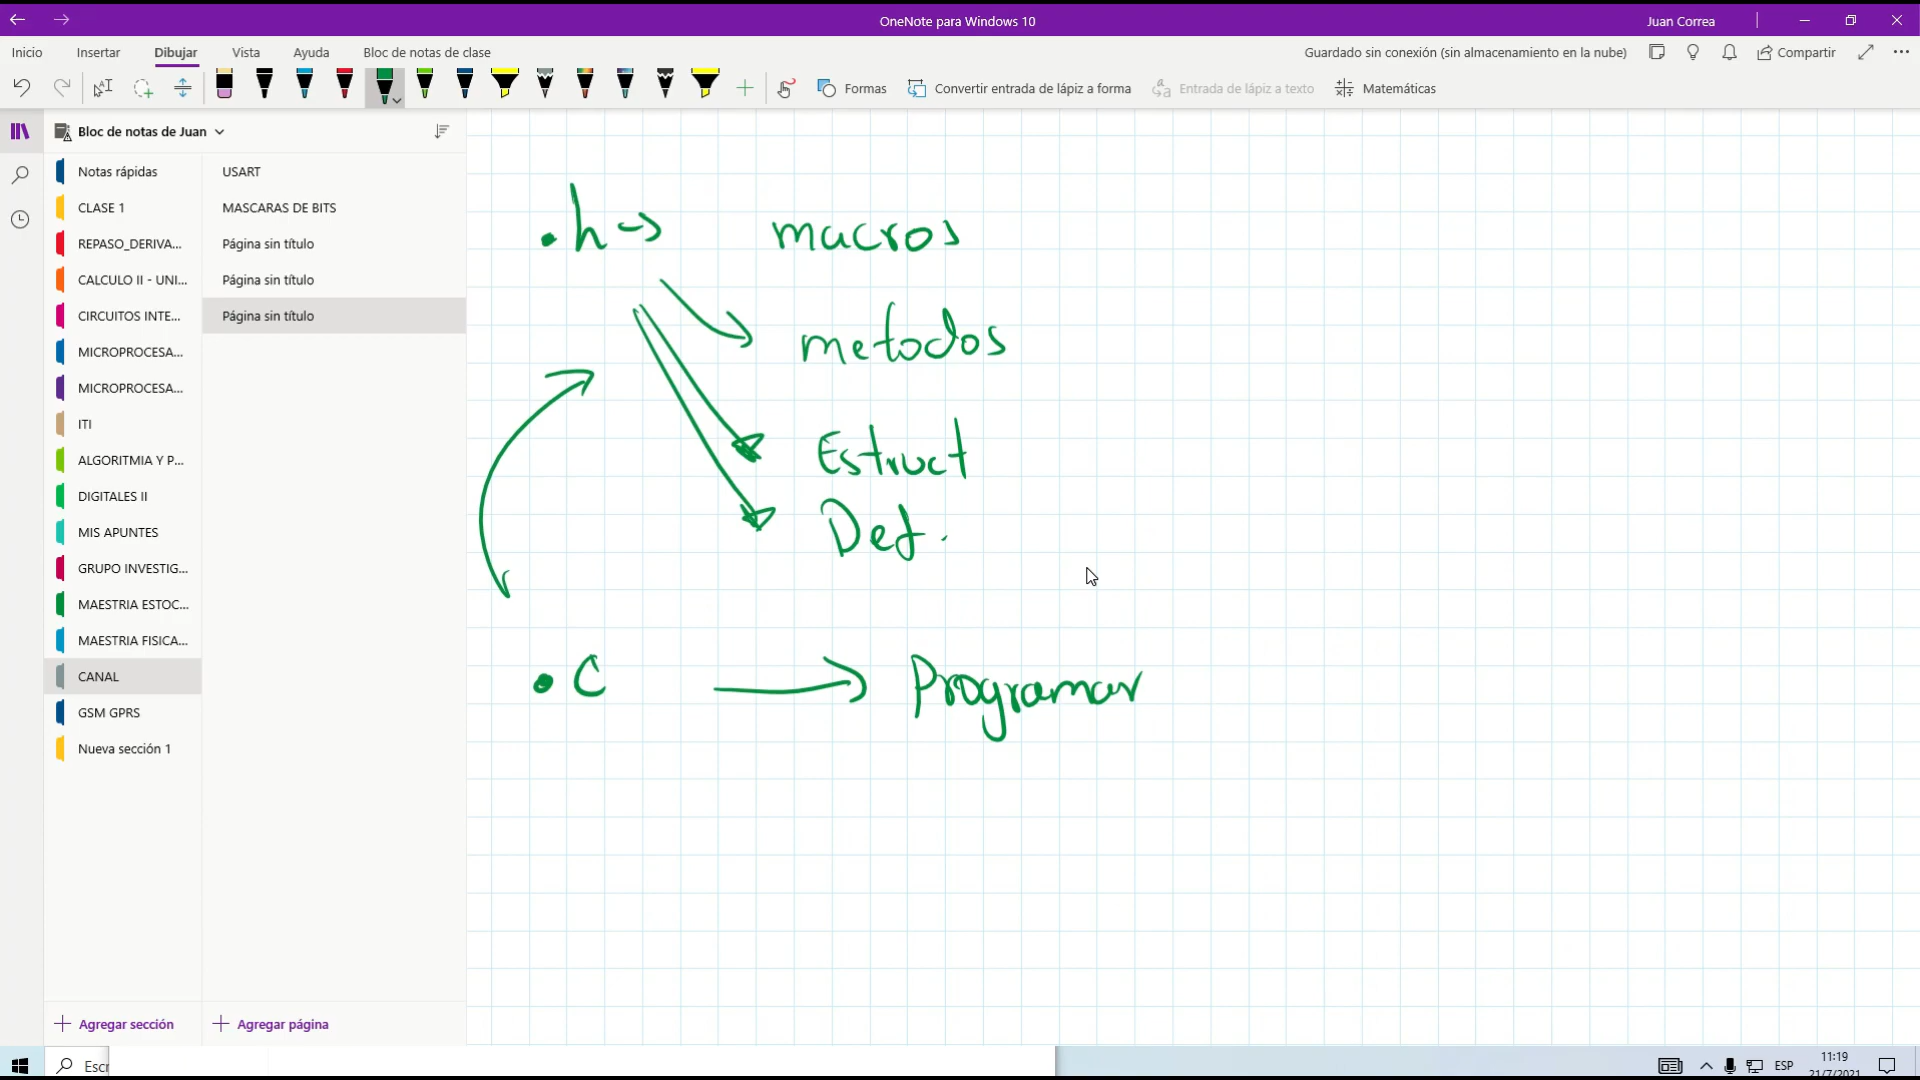 OneNote para Windows 10
Juan Correa
Inicio Insertar Dibujar Vista Ayuda Bloc de notas de clase
Guardado sin conexión (sin almacenamiento en la nube) Compartir
Formas Convertir entrada de lápiz a forma Entrada de lápiz a texto Matemáticas
Bloc de notas de Juan
Notas rápidas
CLASE 1
REPASO_DERIVA...
CALCULO II - UNI...
CIRCUITOS INTE...
MICROPROCESA...
MICROPROCESA...
ITI
ALGORITMIA Y P...
DIGITALES II
MIS APUNTES
GRUPO INVESTIG...
MAESTRIA ESTOC...
MAESTRIA FISICA...
CANAL
GSM GPRS
Nueva sección 1
USART
MASCARAS DE BITS
Página sin título
Página sin título
Página sin título
.h → macros
metodos
Estruct
Def.
.C → Programar
Agregar sección
Agregar página
Escr
ESP
11:19
21/7/2021